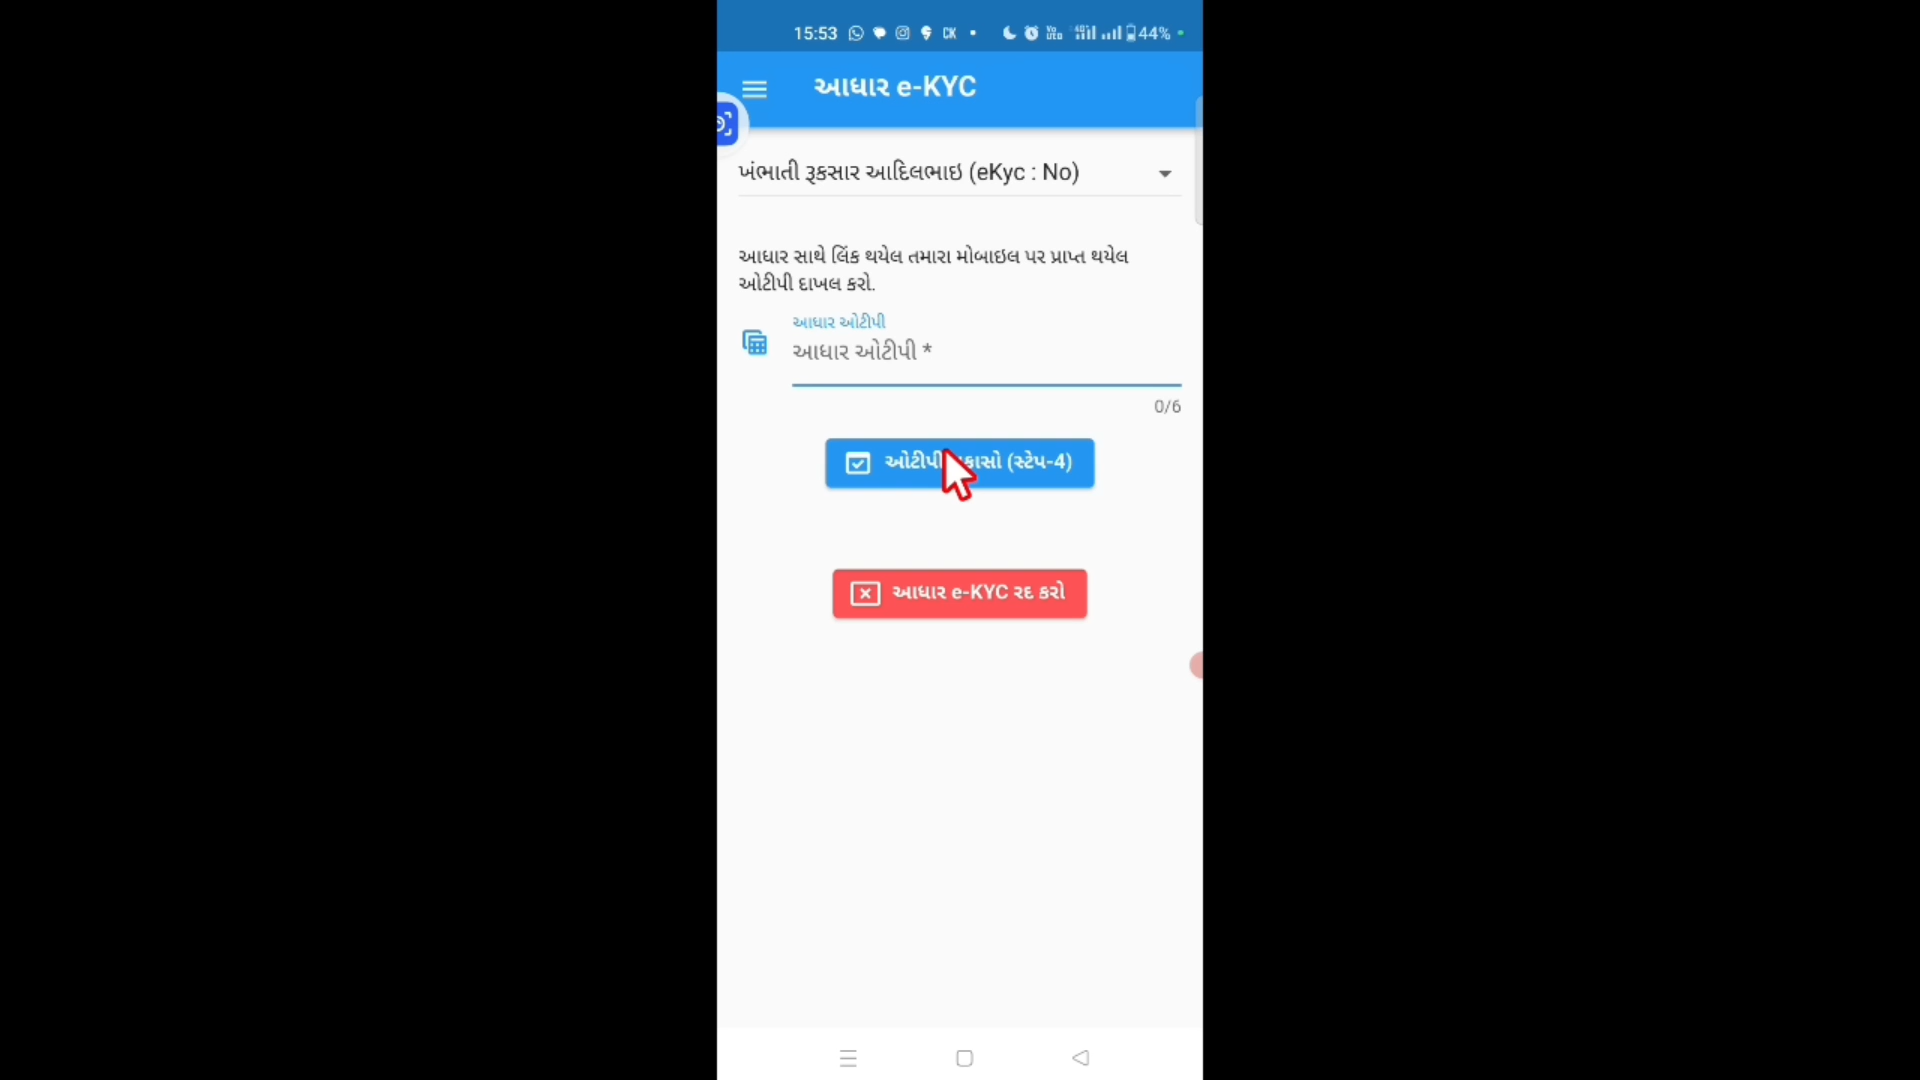 15:53 CK 44%
આધાર e-KYC
ખંભાતી રૂકસાર આદિલભાઇ (eKyc : No)
આધાર સાથે લિંક થયેલ તમારા મોબાઇલ પર પ્રાપ્ત થયેલ
ઓટીપી દાખલ કરો.
આધાર ઓટીપી
આધાર ઓટીપી *
0/6
ઓટીપી (સ્ટેપ-4)
આધાર e-KYC રદ કરો